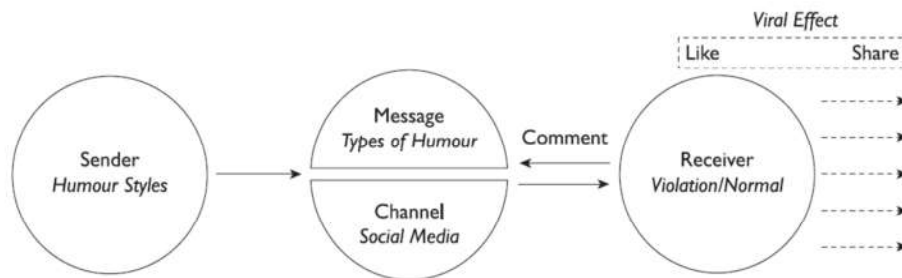 Viral Effect
Like Share
Message
Types of Humour
Comment
Sender
Humour Styles
Receiver
Violation/Normal
Channel
Social Media